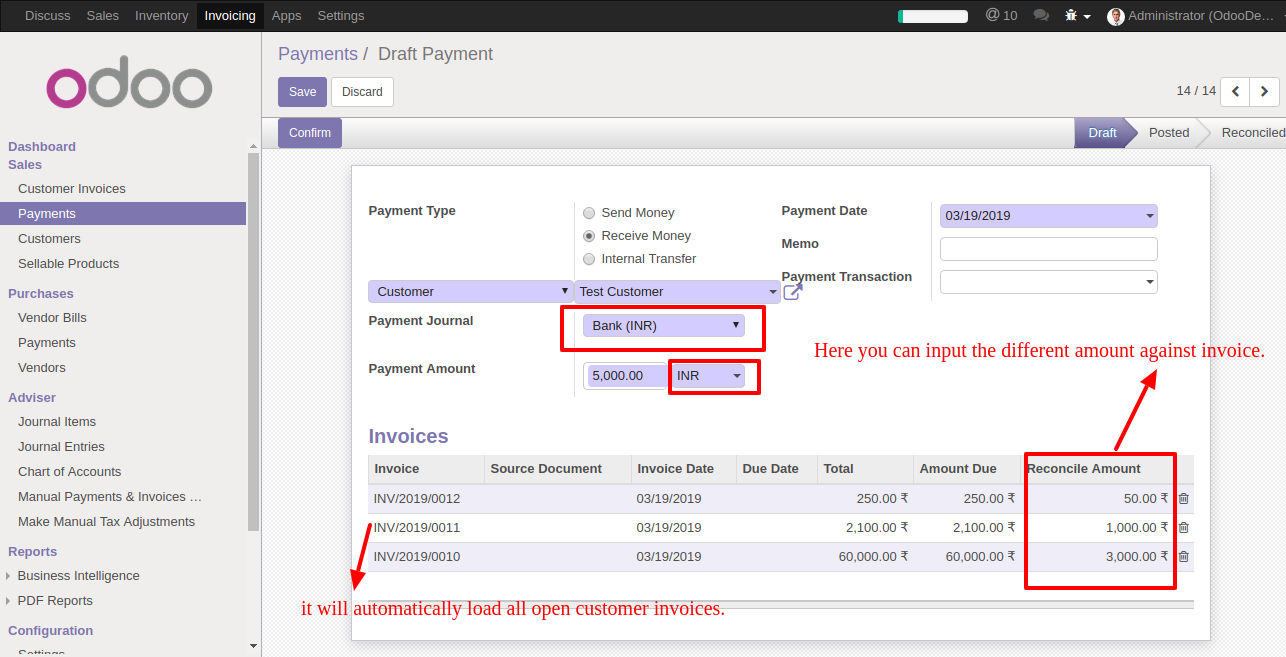 Discuss Sales Inventory Invoicing Apps Settings @ 10 Administrator (OdooDe...
odoo
Payments / Draft Payment
Save Discard
14 / 14
Confirm
Draft Posted Reconciled
Dashboard
Sales
Customer Invoices
Payments
Customers
Sellable Products
Purchases
Vendor Bills
Payments
Vendors
Adviser
Journal Items
Journal Entries
Chart of Accounts
Manual Payments & Invoices ...
Make Manual Tax Adjustments
Reports
Business Intelligence
PDF Reports
Configuration
Settings
Payment Type
Send Money
Receive Money
Internal Transfer
Customer Test Customer
Payment Journal Bank (INR)
Payment Amount 5,000.00 INR
Payment Date 03/19/2019
Memo
Payment Transaction
Here you can input the different amount against invoice.
Invoices
Invoice Source Document Invoice Date Due Date Total Amount Due Reconcile Amount
INV/2019/0012 03/19/2019 250.00 ₹ 250.00 ₹ 50.00 ₹
INV/2019/0011 03/19/2019 2,100.00 ₹ 2,100.00 ₹ 1,000.00 ₹
INV/2019/0010 03/19/2019 60,000.00 ₹ 60,000.00 ₹ 3,000.00 ₹
it will automatically load all open customer invoices.